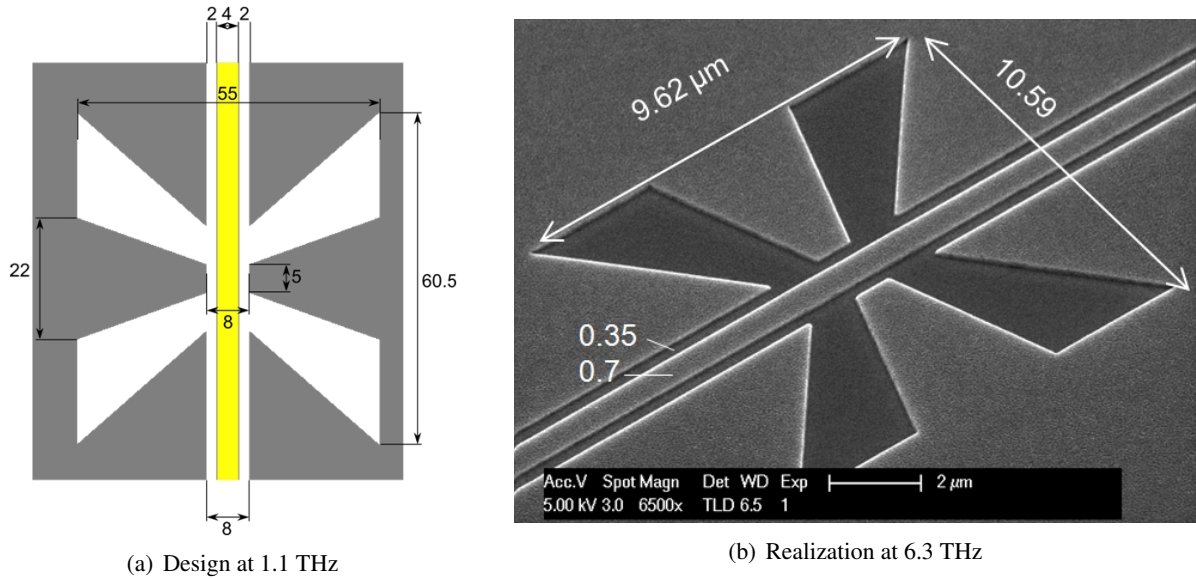 2 4 2
55
22
5
60.5
8
8
(a) Design at 1.1 THz
9.62 μm
10.59
0.35
0.7
Acc.V Spot Magn Det WD Exp 2 μm
5.00 kV 3.0 6500x TLD 6.5 1
(b) Realization at 6.3 THz